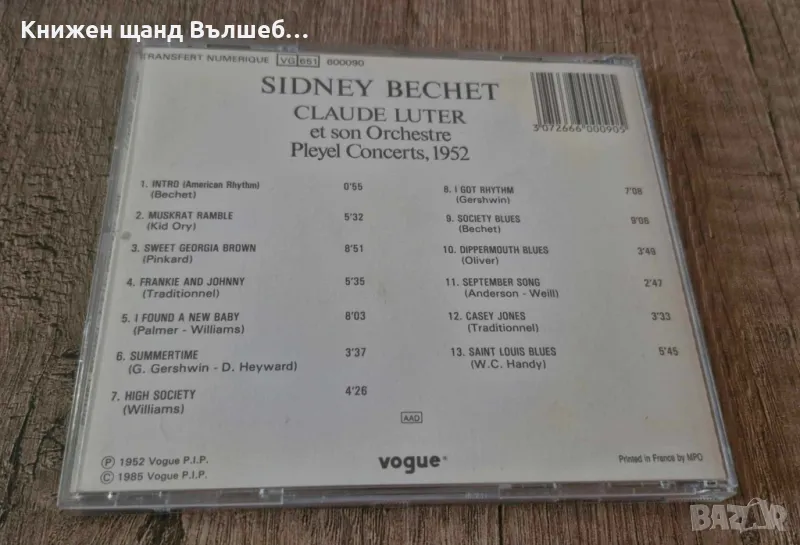 Книжен щанд Вълшеб...
TRANSFERT NUMERIQUE VG 651 600090
SIDNEY BECHET
CLAUDE LUTER
et son Orchestre
Pleyel Concerts, 1952
3 072666 000905
1. INTRO (American Rhythm) 0'55
(Bechet)
2. MUSKRAT RAMBLE 5'32
(Kid Ory)
3. SWEET GEORGIA BROWN 8'51
(Pinkard)
4. FRANKIE AND JOHNNY 5'35
(Traditionnel)
5. I FOUND A NEW BABY 8'03
(Palmer - Williams)
6. SUMMERTIME 3'37
(G. Gershwin - D. Heyward)
7. HIGH SOCIETY 4'26
(Williams)
8. I GOT RHYTHM 7'08
(Gershwin)
9. SOCIETY BLUES 9'06
(Bechet)
10. DIPPERMOUTH BLUES 3'46
(Oliver)
11. SEPTEMBER SONG 2'47
(Anderson - Weill)
12. CASEY JONES 3'33
(Traditionnel)
13. SAINT LOUIS BLUES 5'45
(W.C. Handy)
AAD
Ⓟ 1952 Vogue P.I.P.
© 1985 Vogue P.I.P.
vogue
Printed in France by MPO
BAZAR